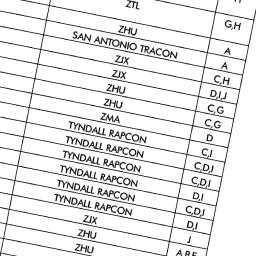 ZTL G,H
ZHU A
SAN ANTONIO TRACON A
ZJX C,H
ZJX D,I,J
ZHU C,G
ZHU C,G
ZMA D
TYNDALL RAPCON C,I
TYNDALL RAPCON C,D,I
TYNDALL RAPCON C,D,I
TYNDALL RAPCON D,I
TYNDALL RAPCON C,D,I
TYNDALL RAPCON D,I
ZJX J
ZHU
ZHU